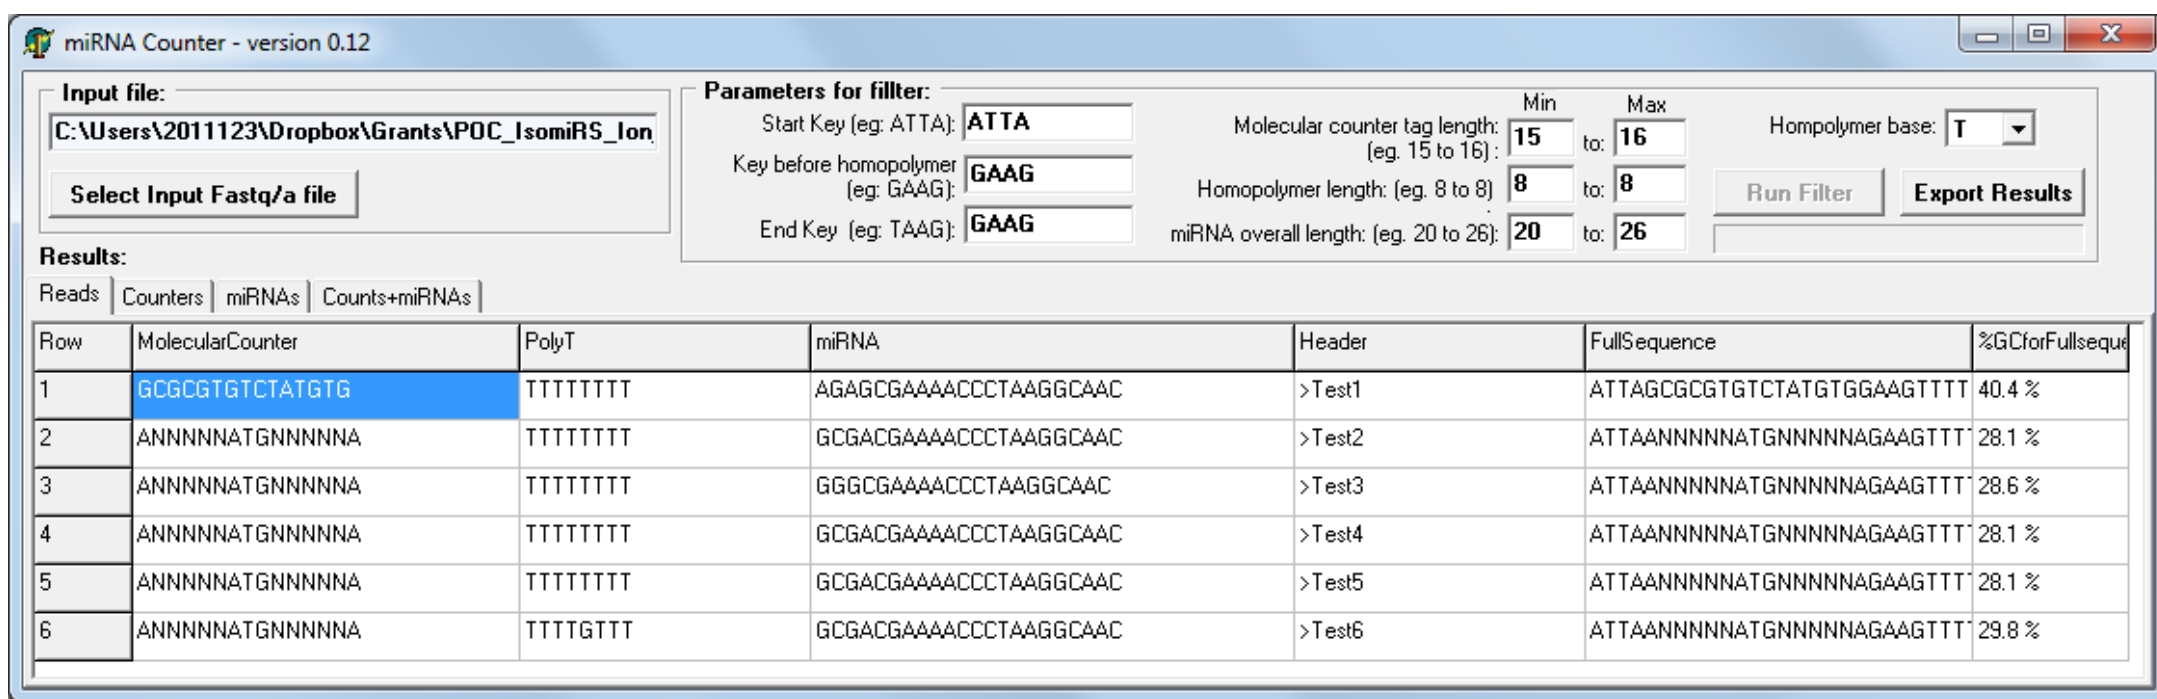 miRNA Counter - version 0.12
Input file:
C:\Users\2011123\Dropbox\Grants\POC_IsomiRS_Ion_
Select Input Fastq/a file
Parameters for fillter:
Start Key (eg: ATTA): ATTA
Key before homopolymer (eg: GAAG): GAAG
End Key (eg: TAAG): GAAG
Min Max
Molecular counter tag length: (eg. 15 to 16) : 15 to: 16
Homopolymer length: (eg. 8 to 8) 8 to: 8
miRNA overall length: (eg. 20 to 26): 20 to: 26
Hompolymer base: T
Run Filter Export Results
Results:
Reads Counters miRNAs Counts+miRNAs
Row MolecularCounter PolyT miRNA Header FullSequence %GCforFullseque
1 GCGCGTGTCTATGTG TTTTTTTT AGAGCGAAAACCCTAAGGCAAC >Test1 ATTAGCGCGTGTCTATGTGGAAGTTTT 40.4 %
2 ANNNNNATGNNNNNA TTTTTTTT GCGACGAAAACCCTAAGGCAAC >Test2 ATTAANNNNNATGNNNNNAGAAGTTT 28.1 %
3 ANNNNNATGNNNNNA TTTTTTTT GGGCGAAAACCCTAAGGCAAC >Test3 ATTAANNNNNATGNNNNNAGAAGTTT 28.6 %
4 ANNNNNATGNNNNNA TTTTTTTT GCGACGAAAACCCTAAGGCAAC >Test4 ATTAANNNNNATGNNNNNAGAAGTTT 28.1 %
5 ANNNNNATGNNNNNA TTTTTTTT GCGACGAAAACCCTAAGGCAAC >Test5 ATTAANNNNNATGNNNNNAGAAGTTT 28.1 %
6 ANNNNNATGNNNNNA TTTTGTTT GCGACGAAAACCCTAAGGCAAC >Test6 ATTAANNNNNATGNNNNNAGAAGTTT 29.8 %